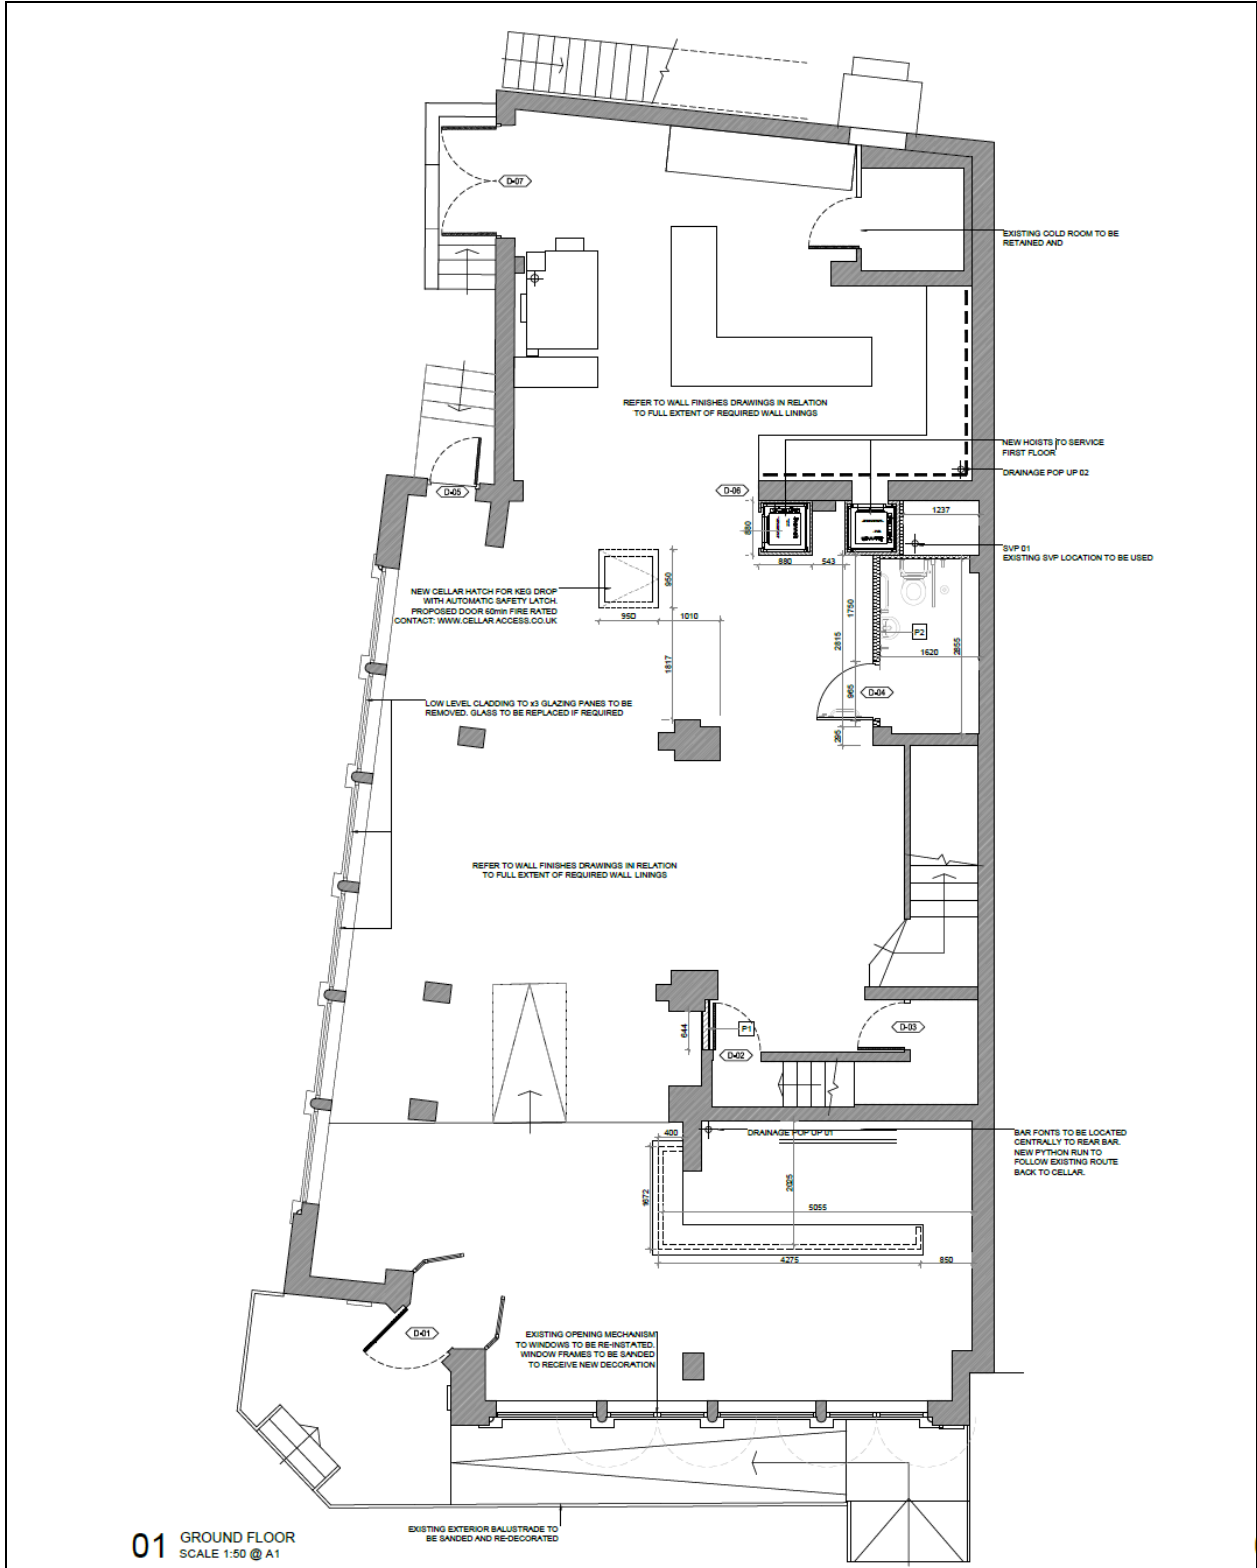 D-07
EXISTING COLD ROOM TO BE
RETAINED AND
REFER TO WALL FINISHES DRAWINGS IN RELATION
TO FULL EXTENT OF REQUIRED WALL LININGS
NEW HOISTS TO SERVICE
FIRST FLOOR
DRAINAGE POP UP 02
D-05
D-06
1237
880
880
543
SVP 01
EXISTING SVP LOCATION TO BE USED
NEW CELLAR HATCH FOR KEG DROP
WITH AUTOMATIC SAFETY LATCH.
PROPOSED DOOR 60min FIRE RATED
CONTACT: WWW.CELLAR ACCESS.CO.UK
950
950
1010
1817
1750
2815
P2
1620
2855
965
D-04
295
LOW LEVEL CLADDING TO x3 GLAZING PANES TO BE
REMOVED. GLASS TO BE REPLACED IF REQUIRED
REFER TO WALL FINISHES DRAWINGS IN RELATION
TO FULL EXTENT OF REQUIRED WALL LININGS
644
P1
D-02
D-03
400
DRAINAGE POP UP 01
BAR FONTS TO BE LOCATED
CENTRALLY TO REAR BAR.
NEW PYTHON RUN TO
FOLLOW EXISTING ROUTE
BACK TO CELLAR.
1672
2025
5055
4275
850
D-01
EXISTING OPENING MECHANISM
TO WINDOWS TO BE RE-INSTATED.
WINDOW FRAMES TO BE SANDED
TO RECEIVE NEW DECORATION
EXISTING EXTERIOR BALUSTRADE TO
BE SANDED AND RE-DECORATED
01 GROUND FLOOR
SCALE 1:50 @ A1